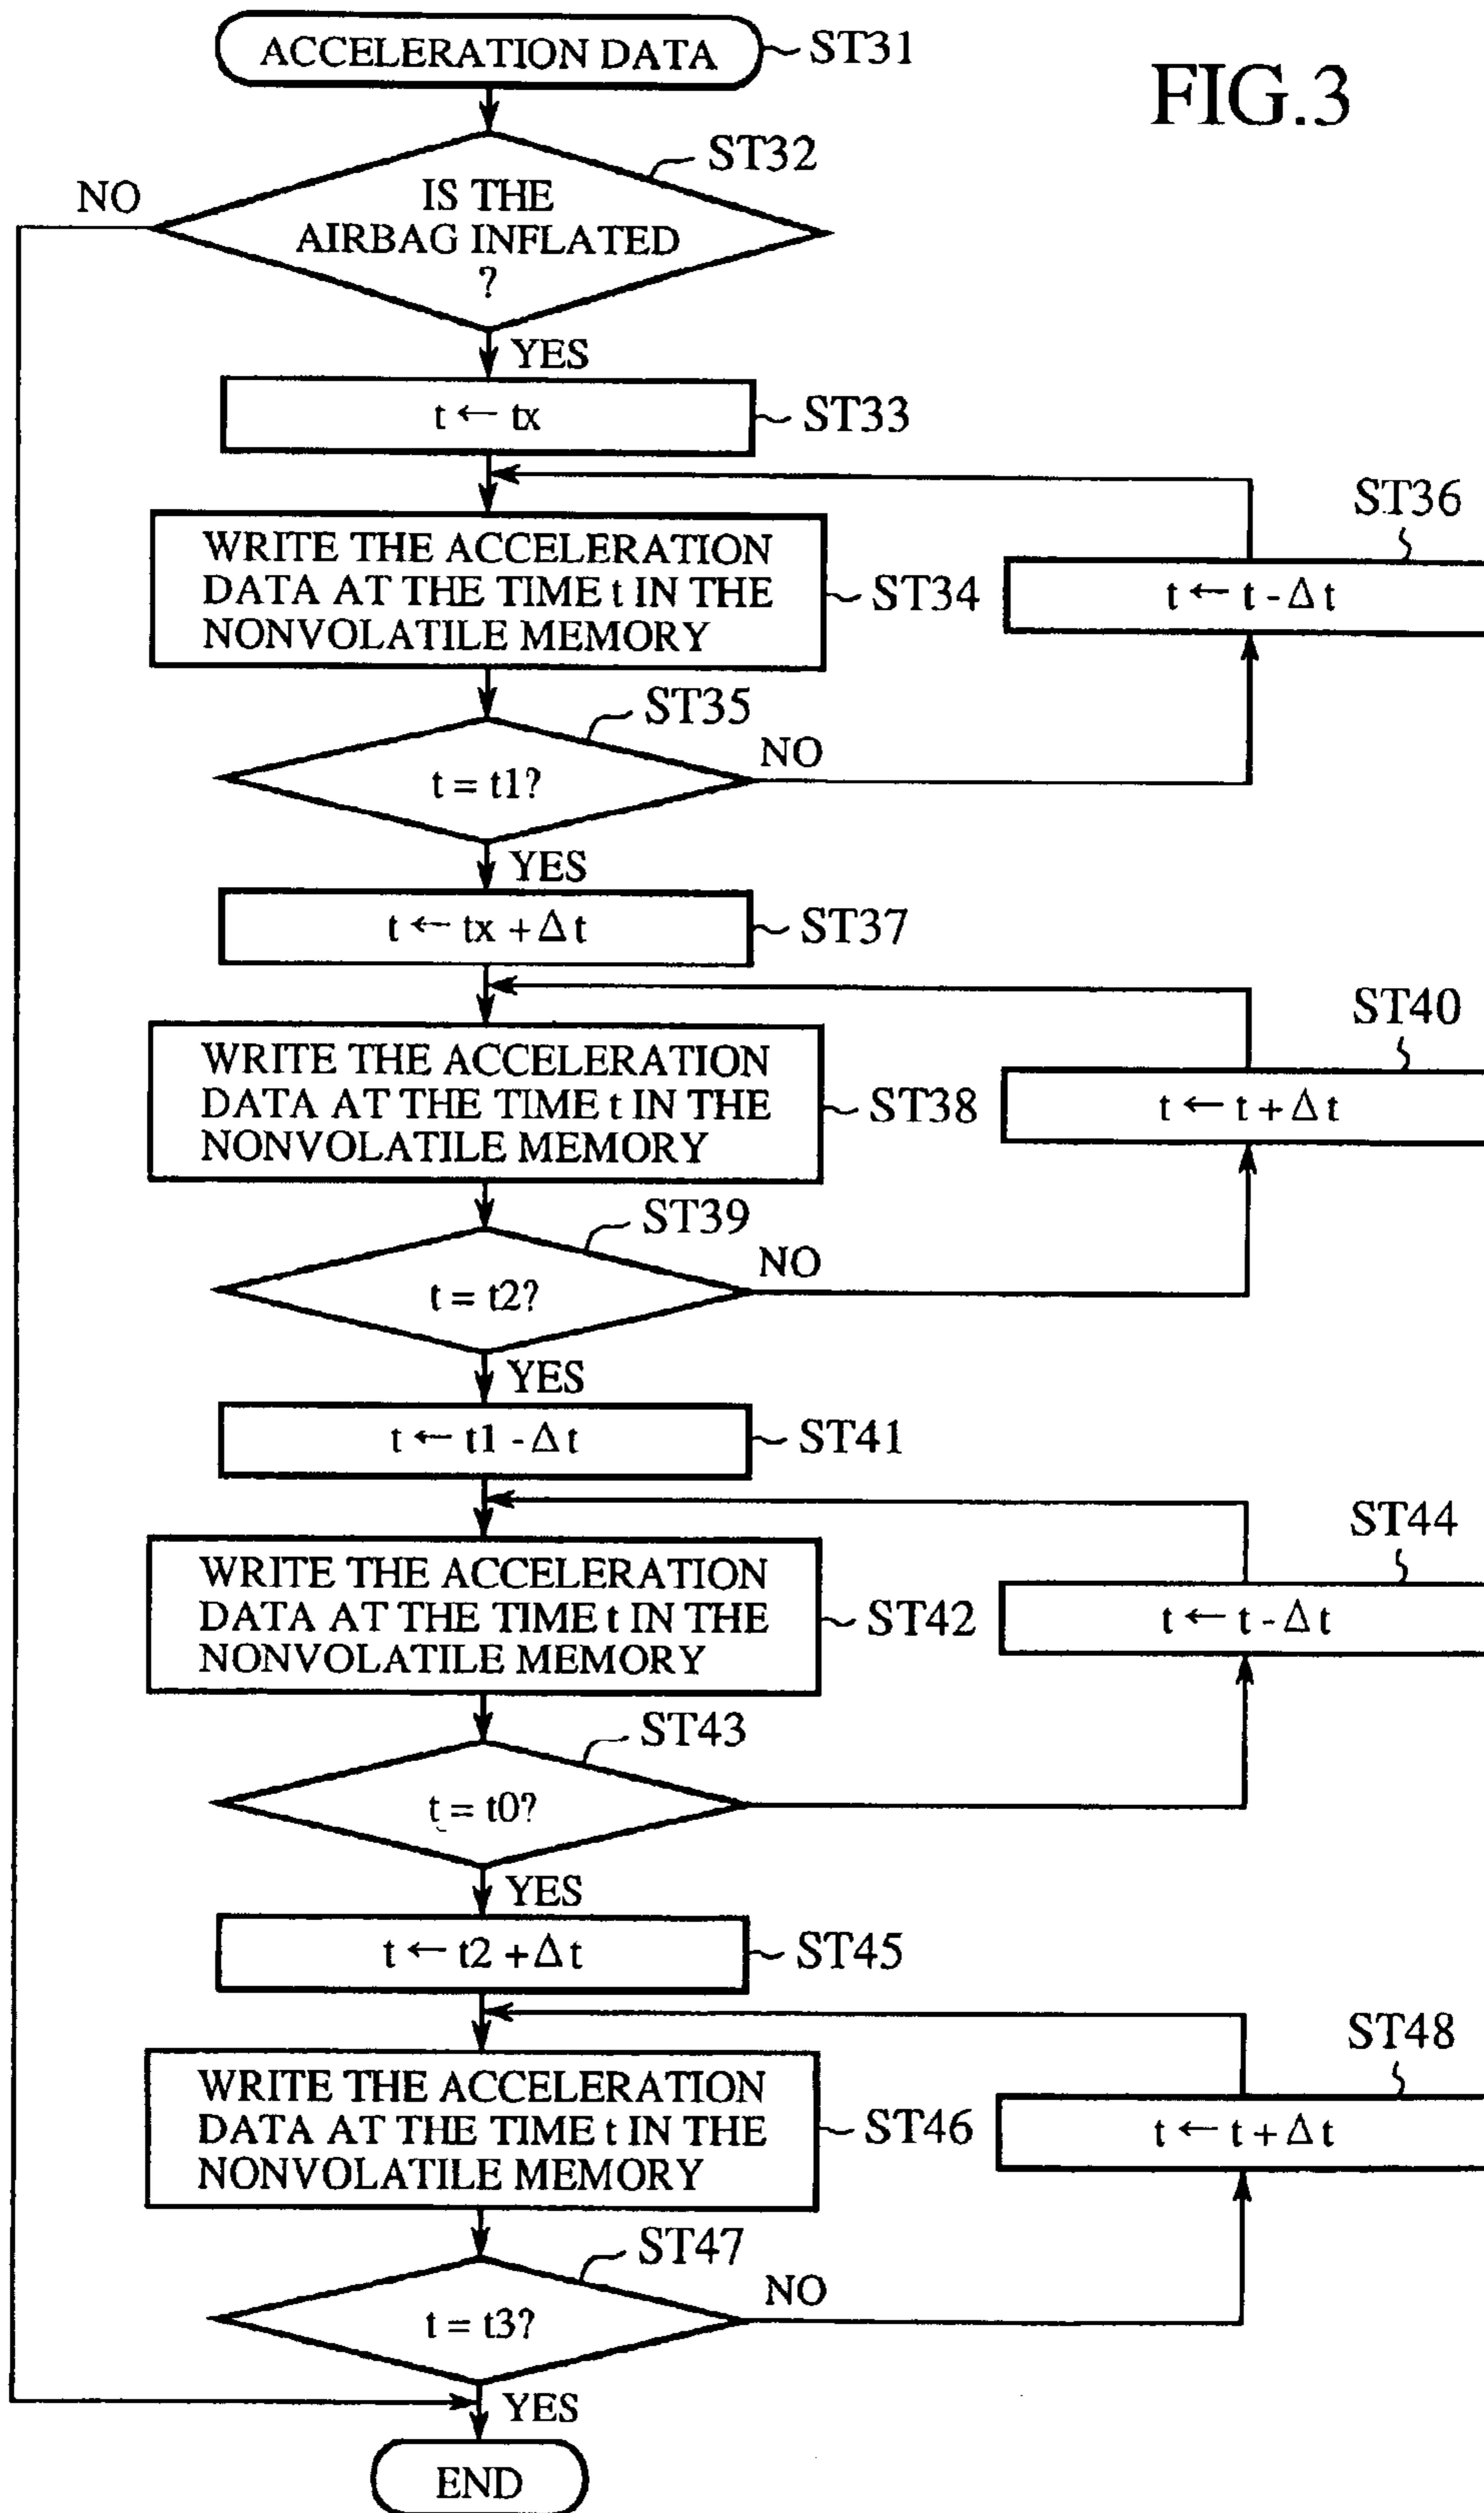 ACCELERATION DATA
ST31
FIG.3
ST32
NO
IS THE
AIRBAG INFLATED
?
YES
t ← tx
ST33
ST36
WRITE THE ACCELERATION
DATA AT THE TIME t IN THE
NONVOLATILE MEMORY
ST34
t ← t - Δt
ST35
NO
t = t1?
YES
t ← tx + Δt
ST37
ST40
WRITE THE ACCELERATION
DATA AT THE TIME t IN THE
NONVOLATILE MEMORY
ST38
t ← t + Δt
ST39
NO
t = t2?
YES
t ← t1 - Δt
ST41
ST44
WRITE THE ACCELERATION
DATA AT THE TIME t IN THE
NONVOLATILE MEMORY
ST42
t ← t - Δt
ST43
t = t0?
YES
t ← t2 + Δt
ST45
ST48
WRITE THE ACCELERATION
DATA AT THE TIME t IN THE
NONVOLATILE MEMORY
ST46
t ← t + Δt
ST47
NO
t = t3?
YES
END